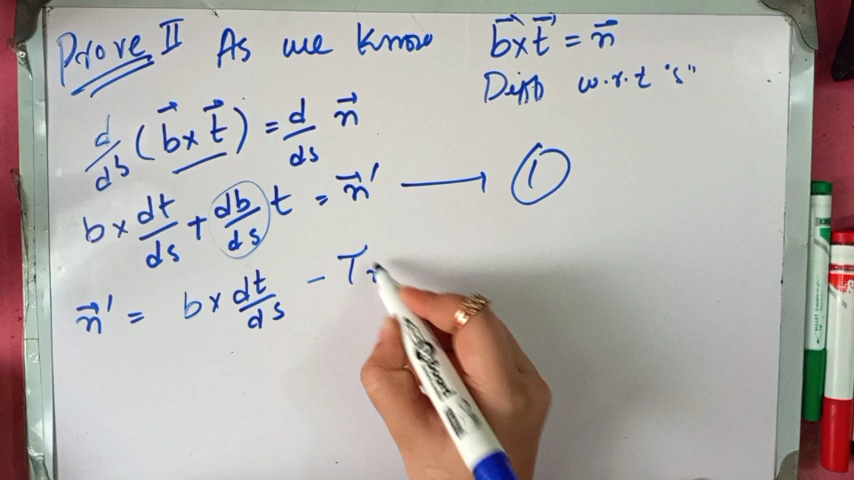 Prove II As we know b⃗ x t⃗ = n⃗
Diff w.r.t "s"
d/ds (b⃗ x t⃗) = d/ds n⃗
b x dt/ds + db/ds t = n⃗' ⟶ ①
n⃗' = b x dt/ds - T